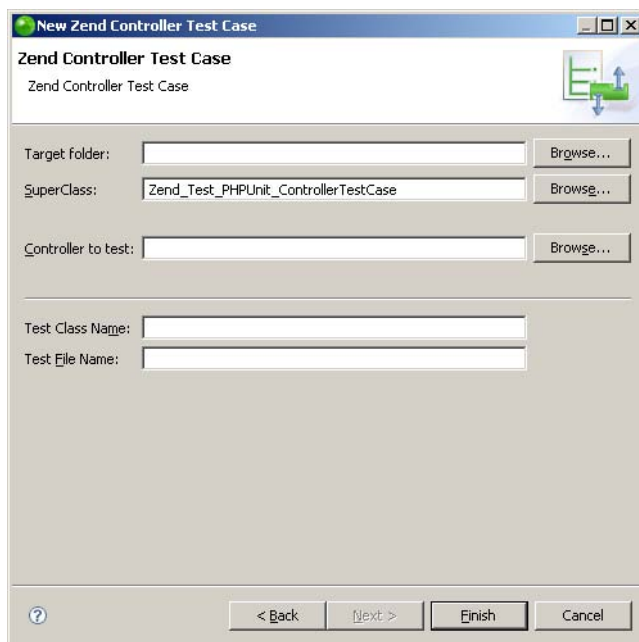 New Zend Controller Test Case
Zend Controller Test Case
Zend Controller Test Case
Target folder: Browse...
SuperClass: Zend_Test_PHPUnit_ControllerTestCase Browse...
Controller to test: Browse...
Test Class Name:
Test File Name:
? < Back Next > Finish Cancel